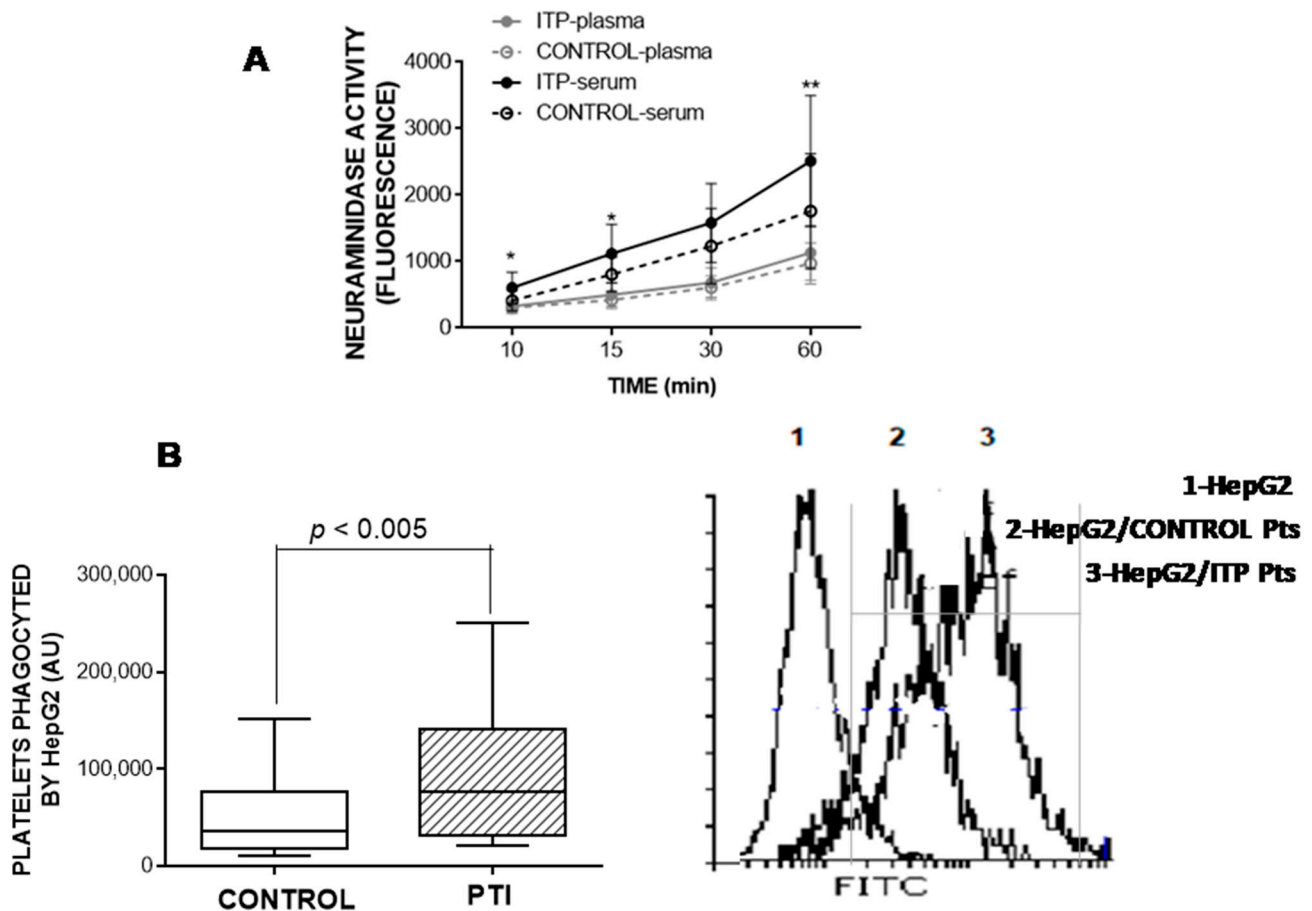 A
NEURAMINIDASE ACTIVITY
(FLUORESCENCE)
ITP-plasma
CONTROL-plasma
ITP-serum
CONTROL-serum
4000
3000
2000
1000
0
*
*
**
10 15 30 60
TIME (min)
B
PLATELETS PHAGOCYTED
BY HepG2 (AU)
p < 0.005
300,000
200,000
100,000
0
CONTROL PTI
1 2 3
1-HepG2
2-HepG2/CONTROL Pts
3-HepG2/ITP Pts
FITC